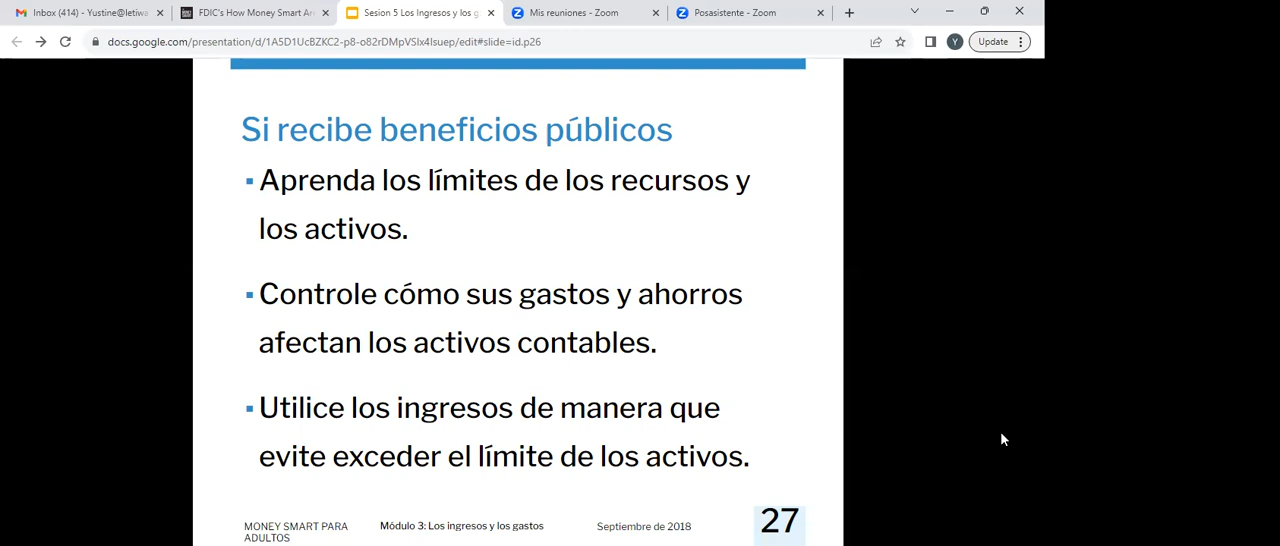 Inbox (414) - Yustine@letiwa
FDIC's How Money Smart Are
Sesion 5 Los Ingresos y los g
Mis reuniones - Zoom
Posasistente - Zoom
docs.google.com/presentation/d/1A5D1UcBZKC2-p8-o82rDMpVSlx4Isuep/edit#slide=id.p26
Y
Update
Si recibe beneficios públicos
▪ Aprenda los límites de los recursos y
los activos.
▪ Controle cómo sus gastos y ahorros
afectan los activos contables.
▪ Utilice los ingresos de manera que
evite exceder el límite de los activos.
MONEY SMART PARA
ADULTOS
Módulo 3: Los ingresos y los gastos
Septiembre de 2018
27